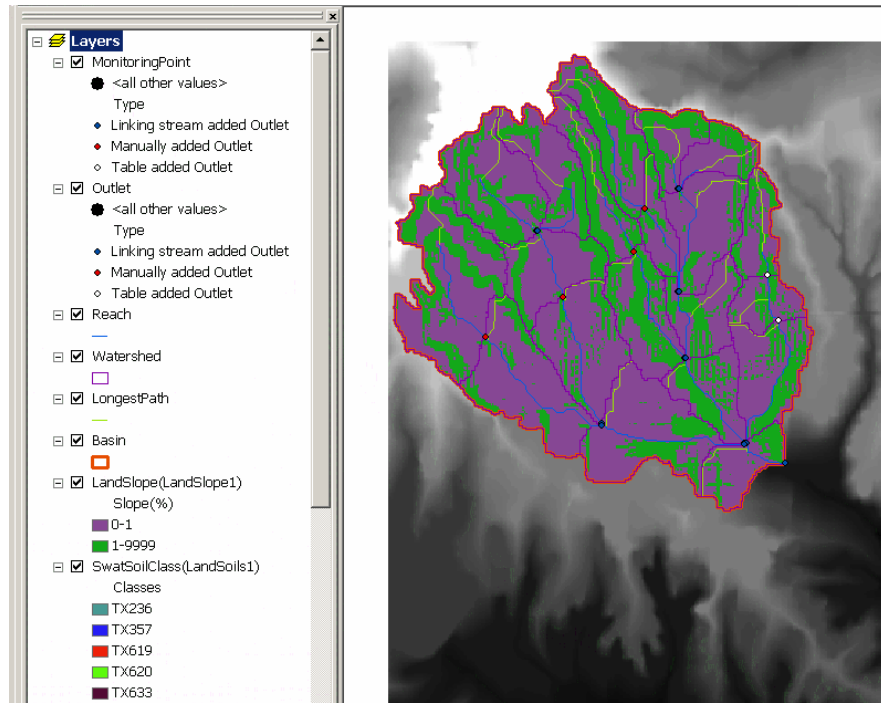 Layers
MonitoringPoint
<all other values>
Type
Linking stream added Outlet
Manually added Outlet
Table added Outlet
Outlet
<all other values>
Type
Linking stream added Outlet
Manually added Outlet
Table added Outlet
Reach
Watershed
LongestPath
Basin
LandSlope(LandSlope1)
Slope(%)
0-1
1-9999
SwatSoilClass(LandSoils1)
Classes
TX236
TX357
TX619
TX620
TX633